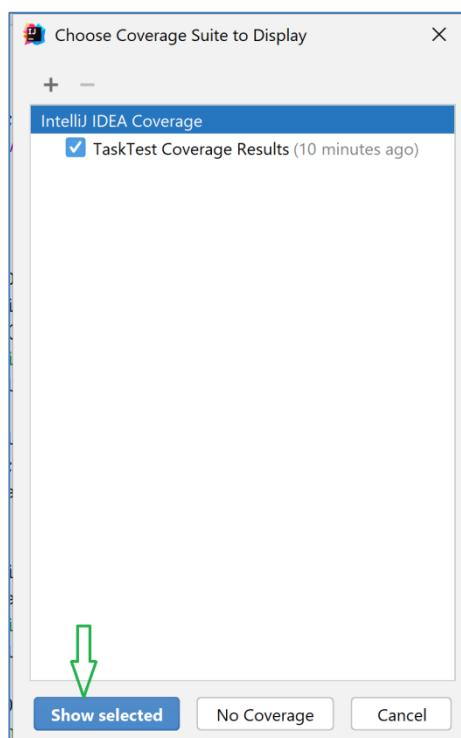 Choose Coverage Suite to Display
IntelliJ IDEA Coverage
TaskTest Coverage Results (10 minutes ago)
Show selected No Coverage Cancel